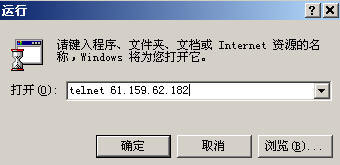 运行
请键入程序、文件夹、文档或 Internet 资源的名
称，Windows 将为您打开它。
打开(O): telnet 61.159.62.182
确定 取消 浏览(B)...